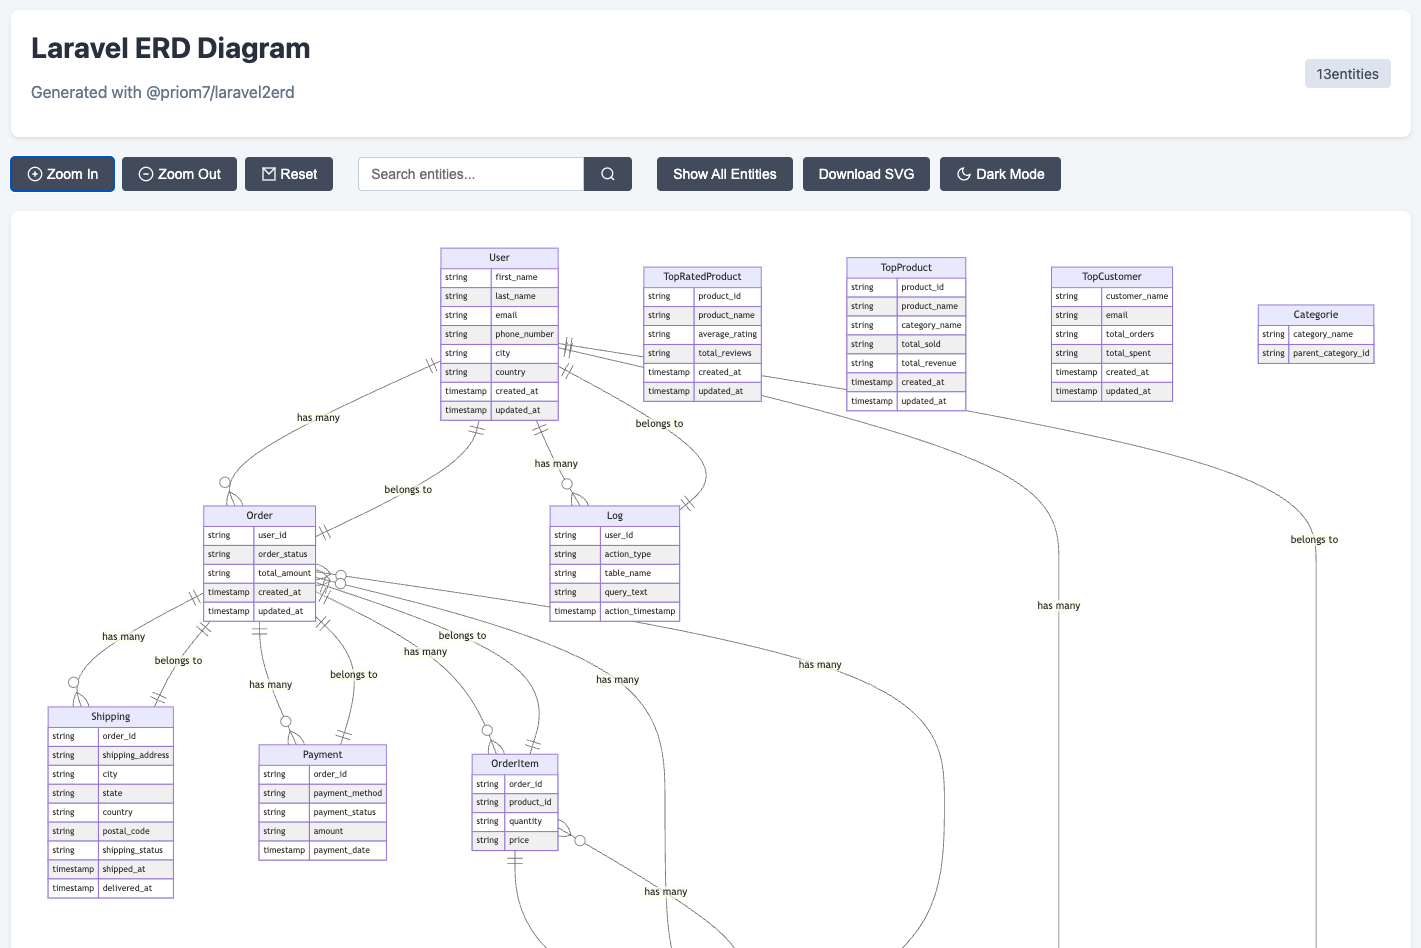 Laravel ERD Diagram
Generated with @priom7/laravel2erd
13entities
Zoom In
Zoom Out
Reset
Search entities...
Show All Entities
Download SVG
Dark Mode
User
string first_name
string last_name
string email
string phone_number
string city
string country
timestamp created_at
timestamp updated_at
TopRatedProduct
string product_id
string product_name
string average_rating
string total_reviews
timestamp created_at
timestamp updated_at
TopProduct
string product_id
string product_name
string category_name
string total_sold
string total_revenue
timestamp created_at
timestamp updated_at
TopCustomer
string customer_name
string email
string total_orders
string total_spent
timestamp created_at
timestamp updated_at
Categorie
string category_name
string parent_category_id
has many
belongs to
has many
belongs to
belongs to
has many
Order
string user_id
string order_status
string total_amount
timestamp created_at
timestamp updated_at
Log
string user_id
string action_type
string table_name
string query_text
timestamp action_timestamp
has many
belongs to
has many
belongs to
has many
belongs to
has many
has many
Shipping
string order_id
string shipping_address
string city
string state
string country
string postal_code
string shipping_status
timestamp shipped_at
timestamp delivered_at
Payment
string order_id
string payment_method
string payment_status
string amount
timestamp payment_date
OrderItem
string order_id
string product_id
string quantity
string price
has many